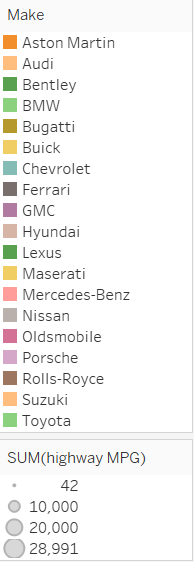 Make
Aston Martin
Audi
Bentley
BMW
Bugatti
Buick
Chevrolet
Ferrari
GMC
Hyundai
Lexus
Maserati
Mercedes-Benz
Nissan
Oldsmobile
Porsche
Rolls-Royce
Suzuki
Toyota
SUM(highway MPG)
42
10,000
20,000
28,991